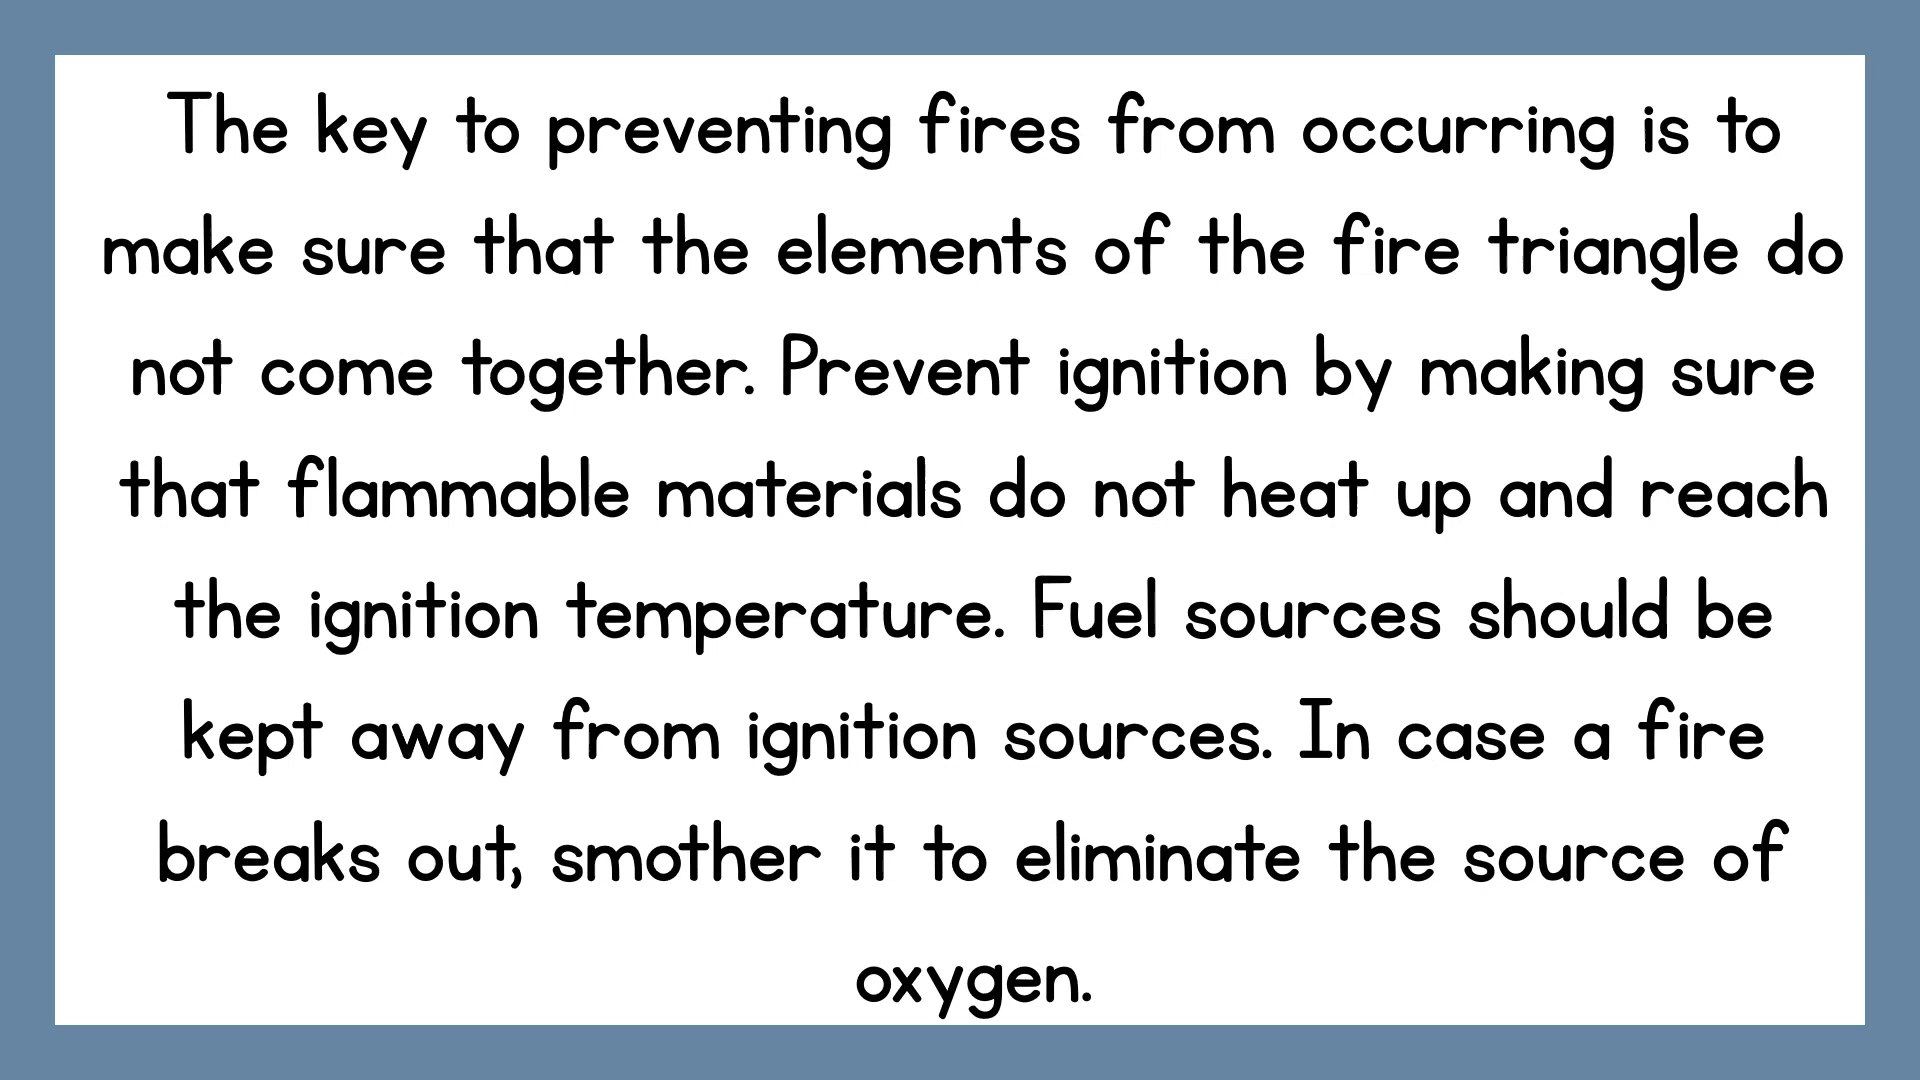 The key to preventing fires from occurring is to
make sure that the elements of the fire triangle do
not come together. Prevent ignition by making sure
that flammable materials do not heat up and reach
the ignition temperature. Fuel sources should be
kept away from ignition sources. In case a fire
breaks out, smother it to eliminate the source of
oxygen.